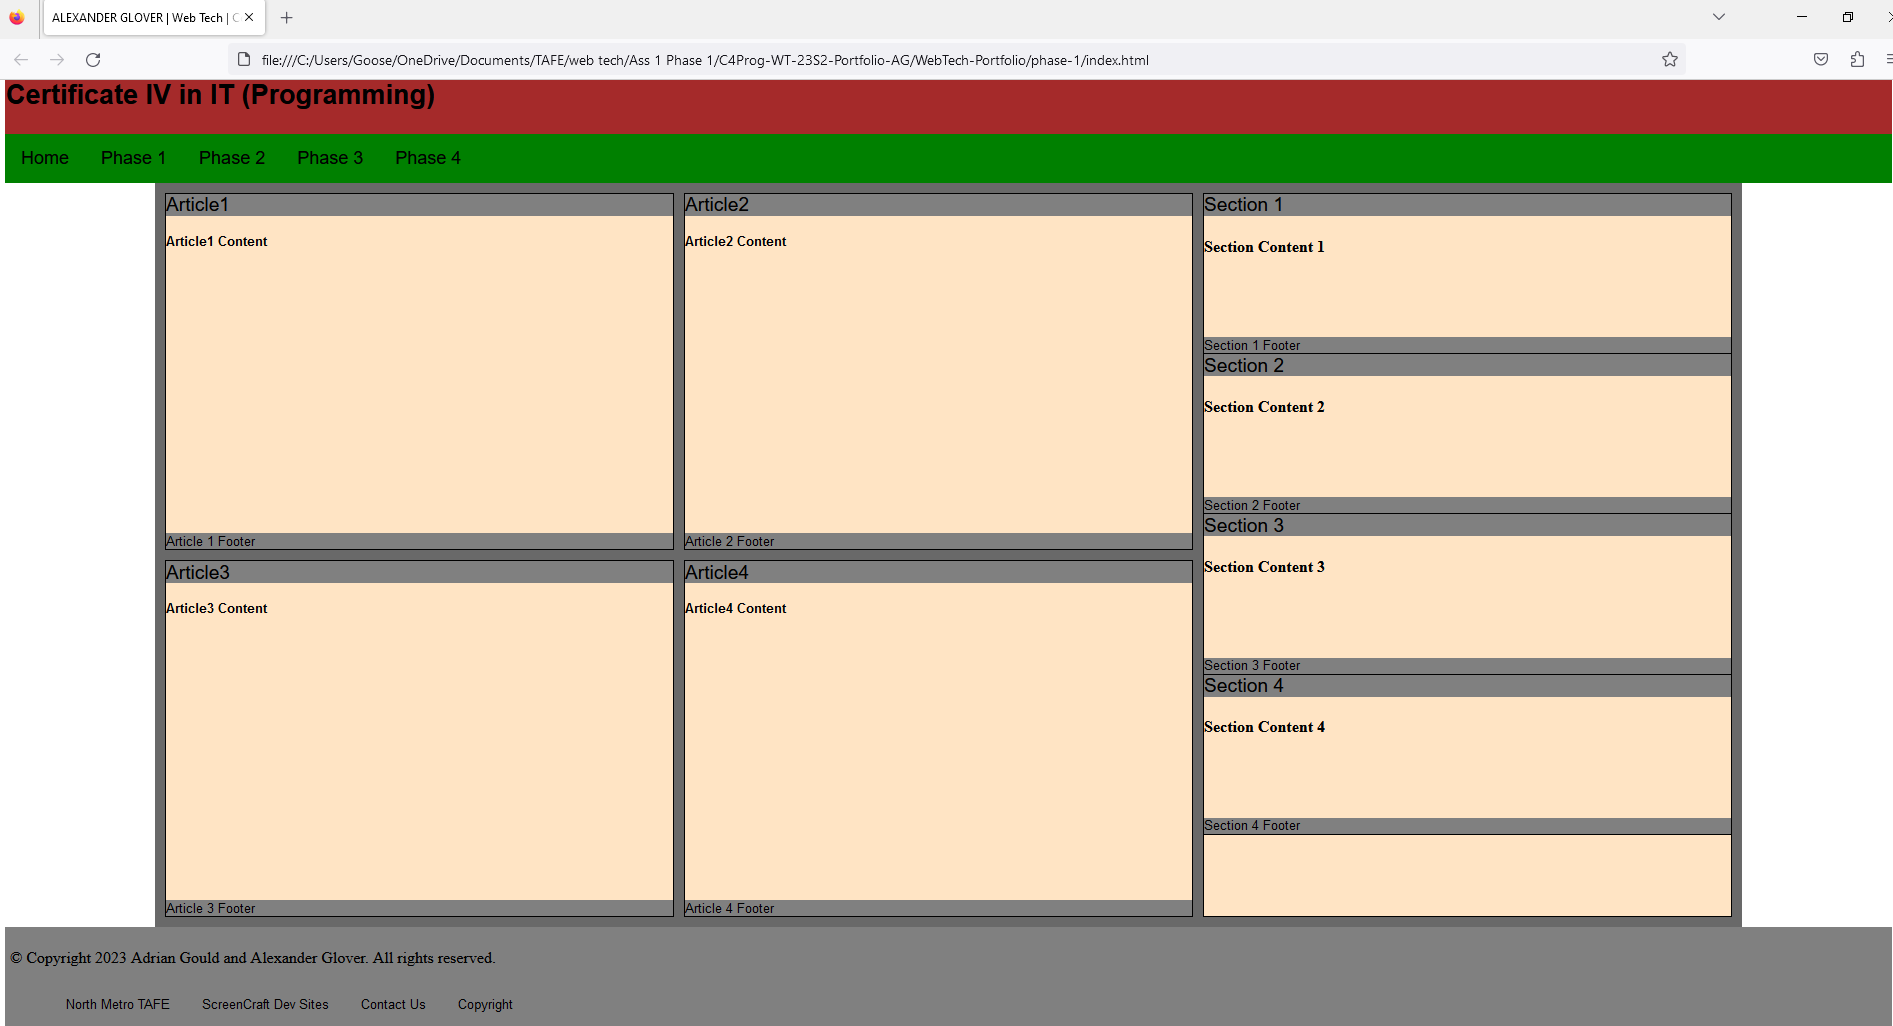 ALEXANDER GLOVER | Web Tech |
file:///C:/Users/Goose/OneDrive/Documents/TAFE/web tech/Ass 1 Phase 1/C4Prog-WT-23S2-Portfolio-AG/WebTech-Portfolio/phase-1/index.html
Certificate IV in IT (Programming)
Home Phase 1 Phase 2 Phase 3 Phase 4
Article1
Article1 Content
Article 1 Footer
Article2
Article2 Content
Article 2 Footer
Article3
Article3 Content
Article 3 Footer
Article4
Article4 Content
Article 4 Footer
Section 1
Section Content 1
Section 1 Footer
Section 2
Section Content 2
Section 2 Footer
Section 3
Section Content 3
Section 3 Footer
Section 4
Section Content 4
Section 4 Footer
© Copyright 2023 Adrian Gould and Alexander Glover. All rights reserved.
North Metro TAFE ScreenCraft Dev Sites Contact Us Copyright